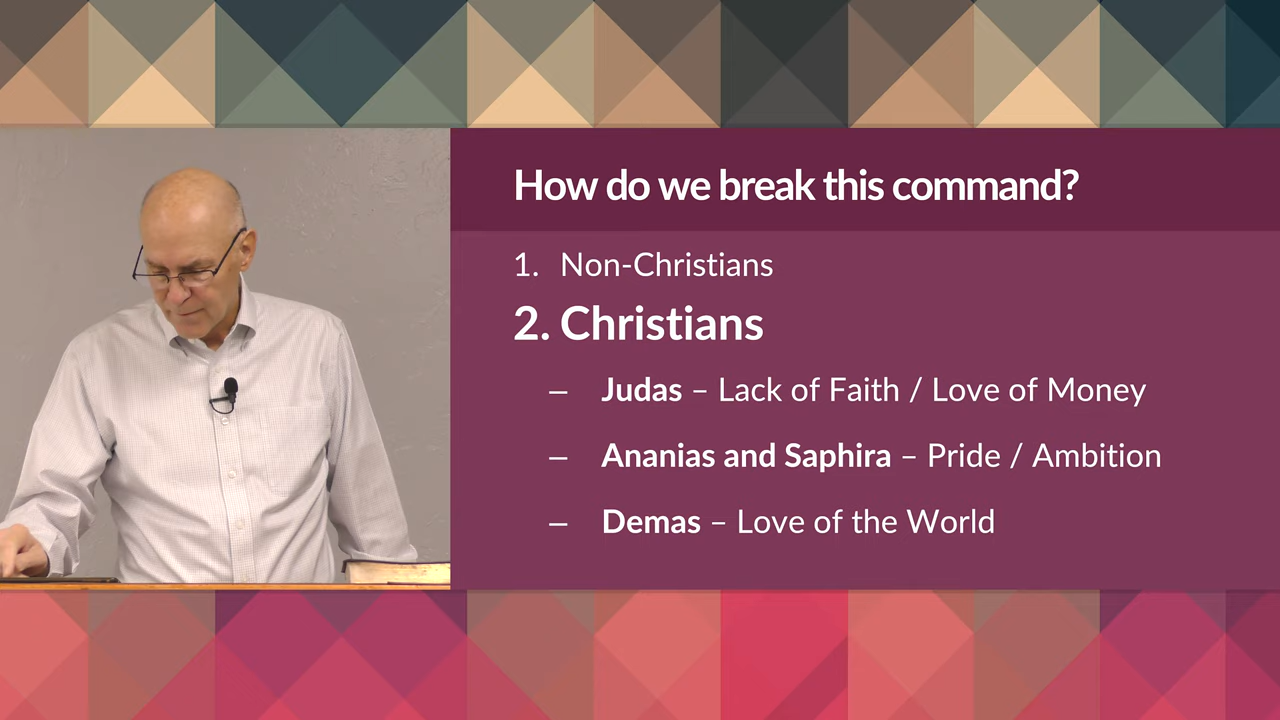 How do we break this command?
1. Non-Christians
2. Christians
– Judas – Lack of Faith / Love of Money
– Ananias and Saphira – Pride / Ambition
– Demas – Love of the World